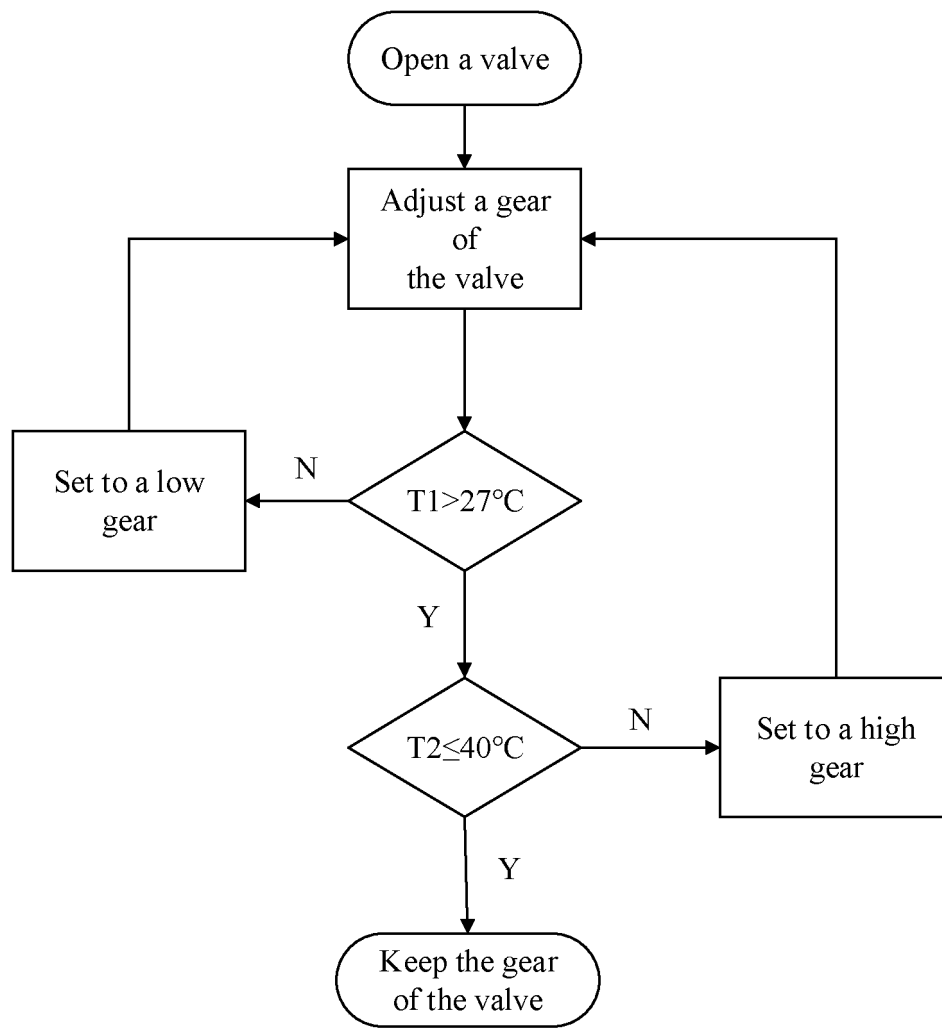 Open a valve
Adjust a gear
of
the valve
N
Set to a low
gear
T1>27°C
Y
N
T2≤40°C
Set to a high
gear
Y
Keep the gear
of the valve